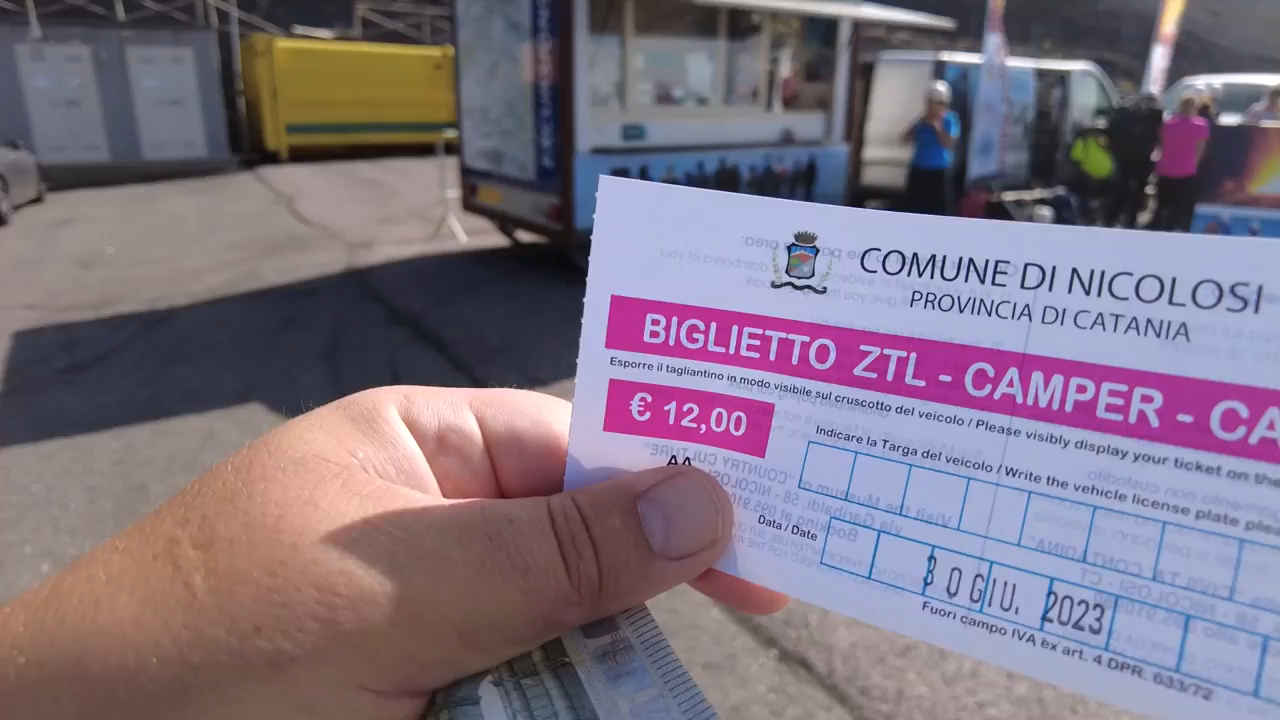 COMUNE DI NICOLOSI
PROVINCIA DI CATANIA
BIGLIETTO ZTL - CAMPER - CA
Esporre il tagliantino in modo visibile sul cruscotto del veicolo / Please visibly display your ticket on the
€ 12,00
AA
Indicare la Targa del veicolo / Write the vehicle license plate
Data / Date
30 GIU. 2023
Fuori campo IVA ex art. 4 DPR. 633/72